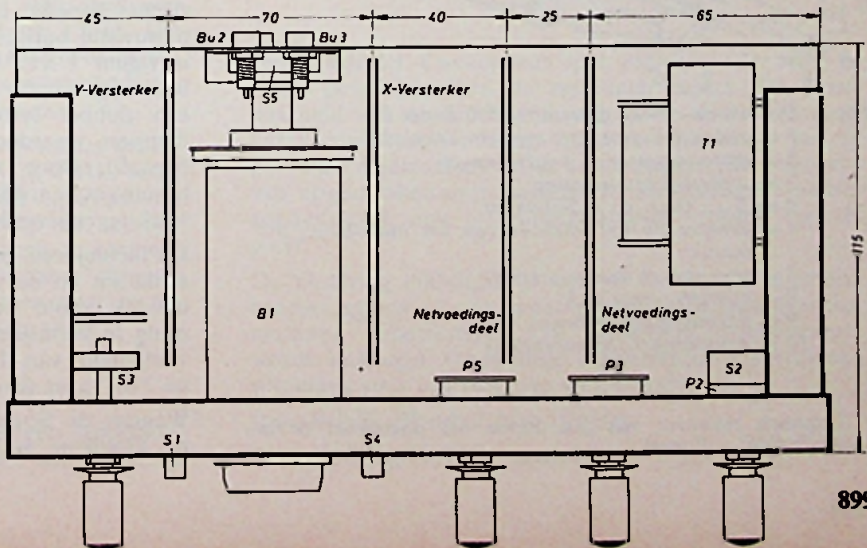 45 70 40 25 65
Bu2 Bu3
Y-Versterker S5 X-Versterker
T1
175
B1
Netvoedings-
deel
Netvoedings-
deel
S3 P5 P3 S2
P2
S1 S4
899